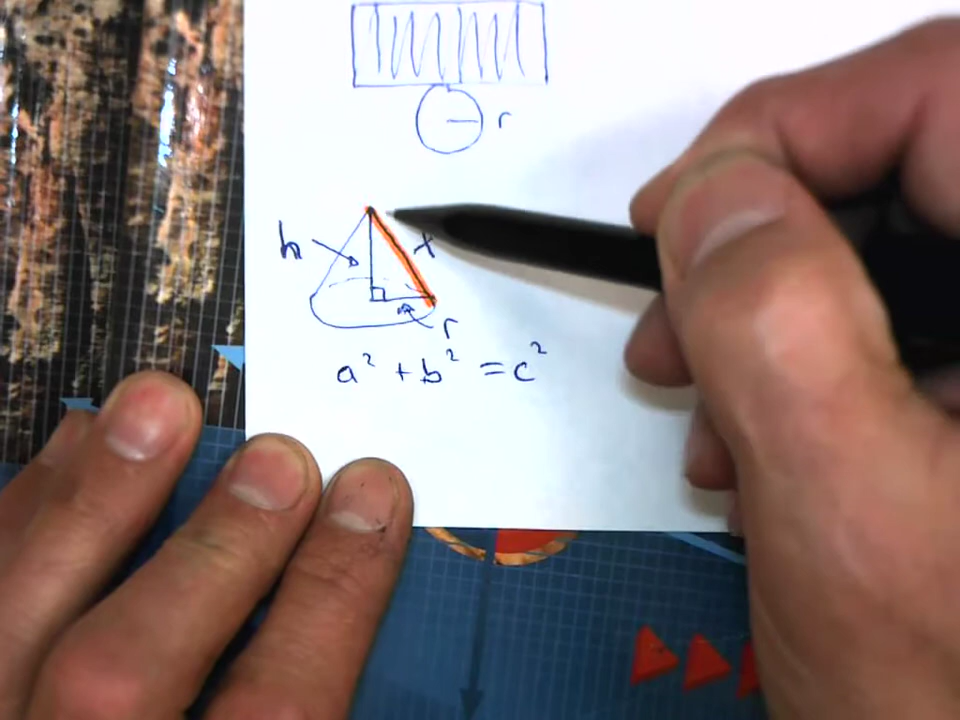 r
h
x
r
a² + b² = c²